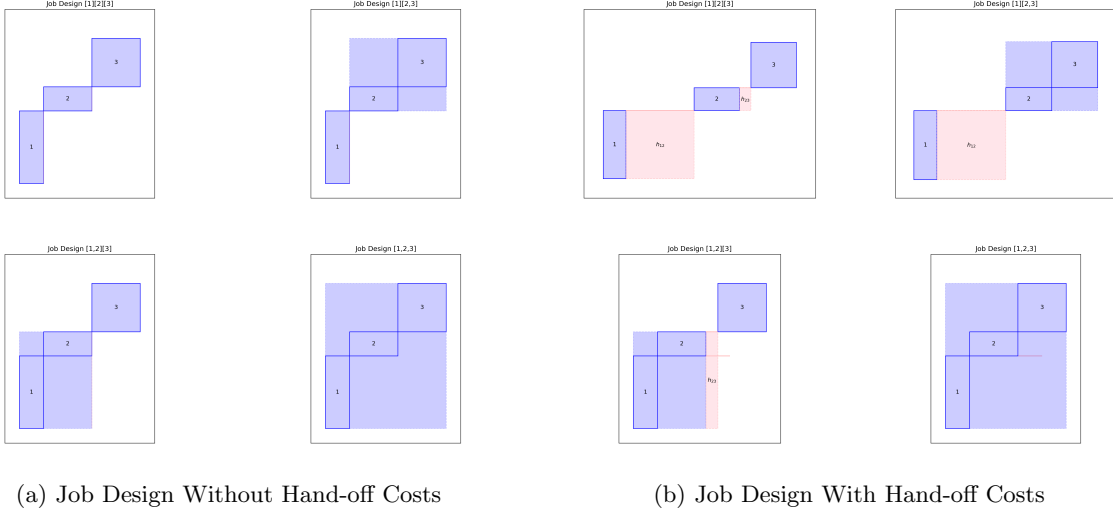 Job Design [1][2][3]
3
2
1
Job Design [1][2,3]
3
2
1
Job Design [1][2][3]
3
2
h₂₃
1
h₁₂
Job Design [1][2,3]
3
2
1
h₁₂
Job Design [1,2][3]
3
2
1
Job Design [1,2,3]
3
2
1
Job Design [1,2][3]
3
2
h₂₃
1
Job Design [1,2,3]
3
2
1
(a) Job Design Without Hand-off Costs
(b) Job Design With Hand-off Costs